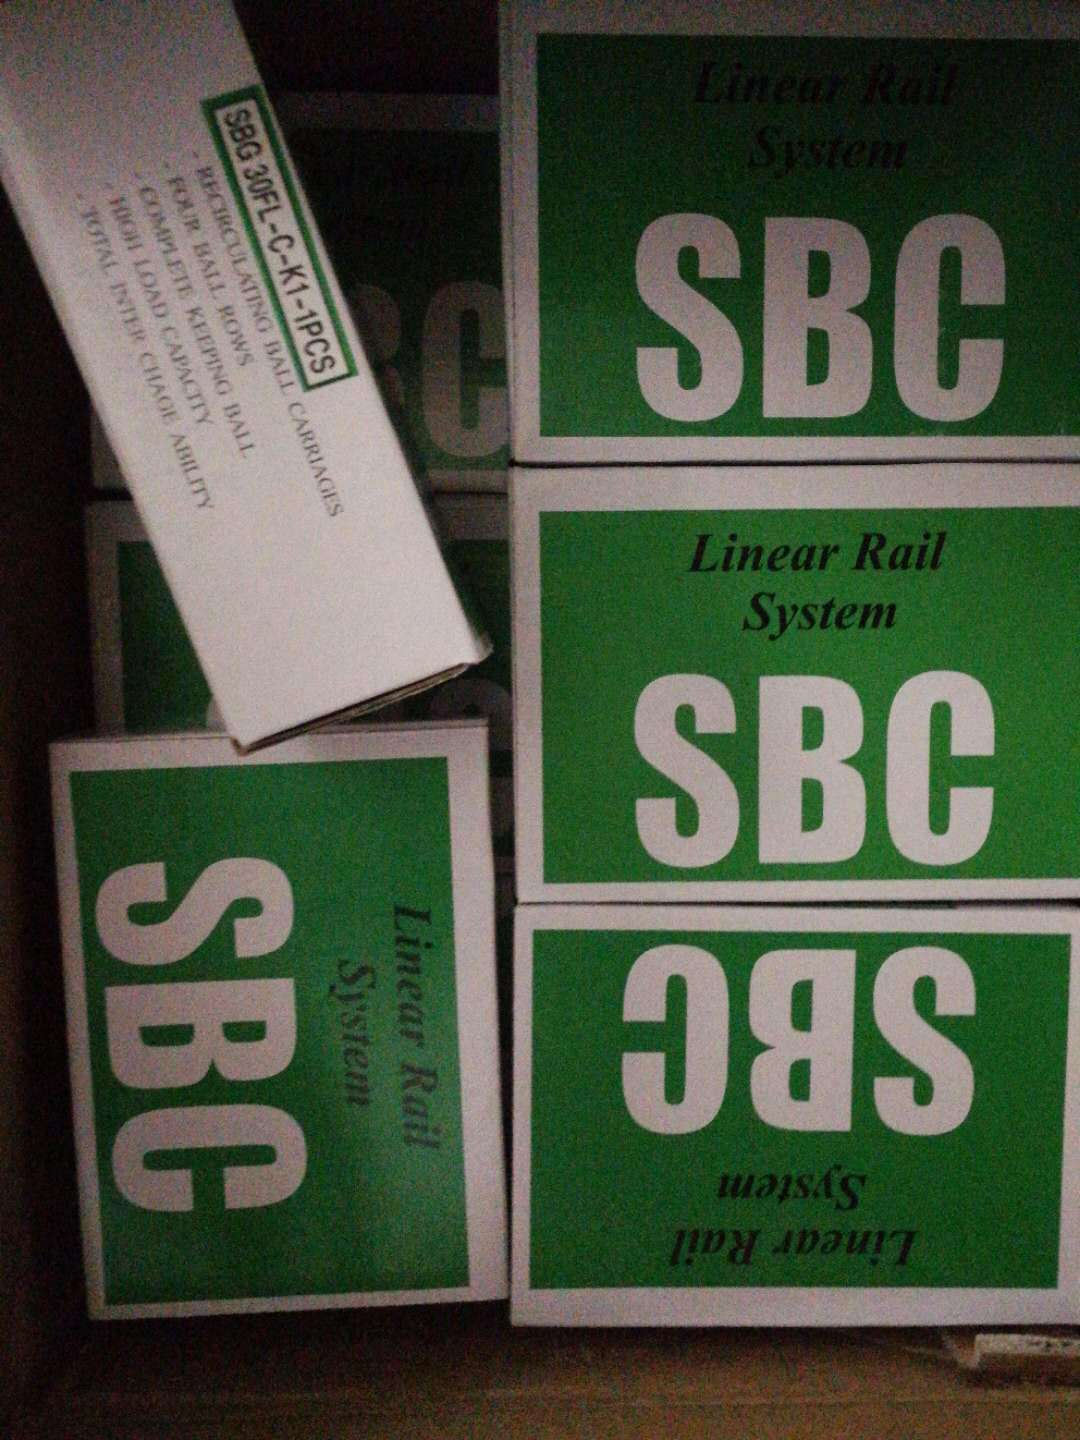 SBG 30FL-C-K1-1PCS
- RECIRCULATING BALL CARRIAGES
- FOUR BALL ROWS
- COMPLETE KEEPING BALL
- HIGH LOAD CAPACITY
- TOTAL INTER CHAGE ABILITY
Linear Rail
System
SBC
Linear Rail
System
SBC
Linear Rail
System
SBC
Linear Rail
System
SBC